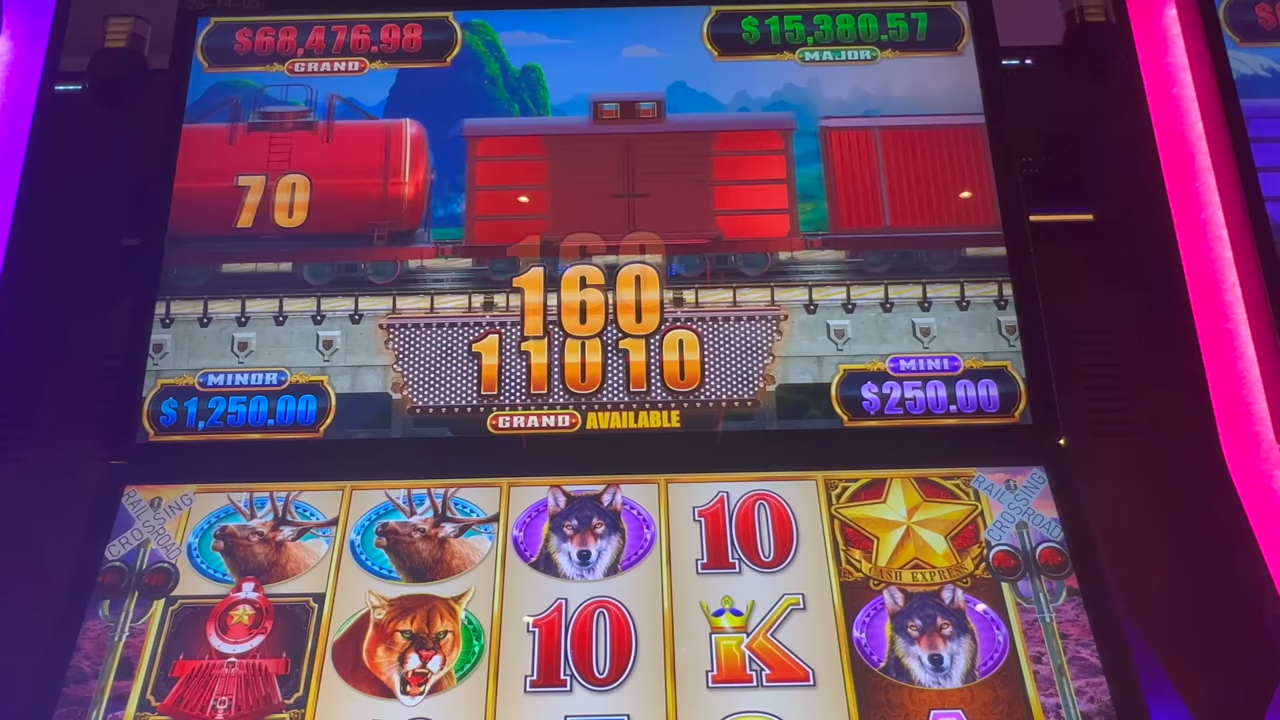 $68,476.98
GRAND
$15,380.57
MAJOR
70
160
160
11010
MINOR
$1,250.00
MINI
$250.00
GRAND AVAILABLE
RAILROAD CROSSING
10
CASH EXPRESS
RAILROAD CROSSING
10
K